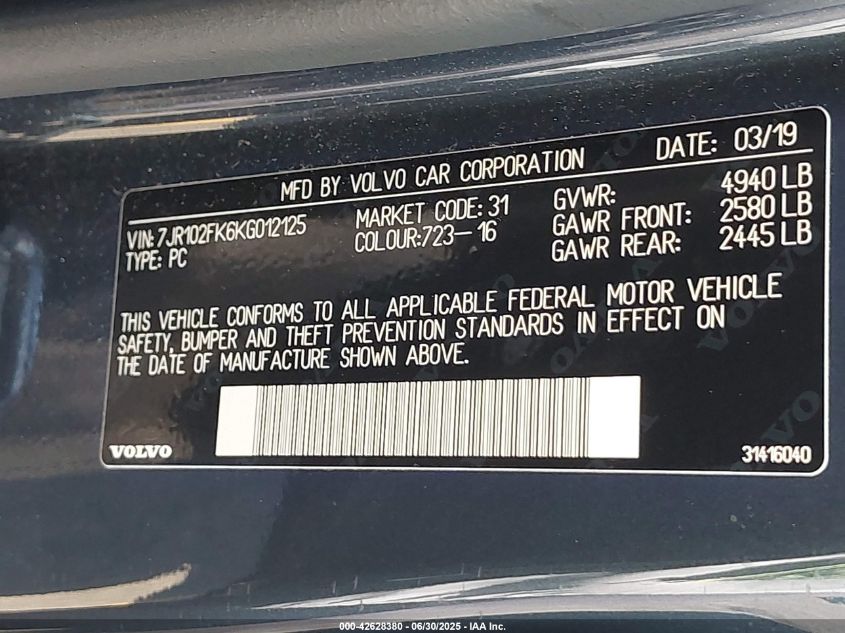 MFD BY VOLVO CAR CORPORATION DATE: 03/19
VIN: 7JR102FK6KG012125 MARKET CODE: 31 GVWR: 4940 LB
TYPE: PC COLOUR:723-16 GAWR FRONT: 2580 LB
GAWR REAR: 2445 LB
THIS VEHICLE CONFORMS TO ALL APPLICABLE FEDERAL MOTOR VEHICLE
SAFETY, BUMPER AND THEFT PREVENTION STANDARDS IN EFFECT ON
THE DATE OF MANUFACTURE SHOWN ABOVE.
VOLVO 31416040
000-42628380 - 06/30/2025 - IAA Inc.